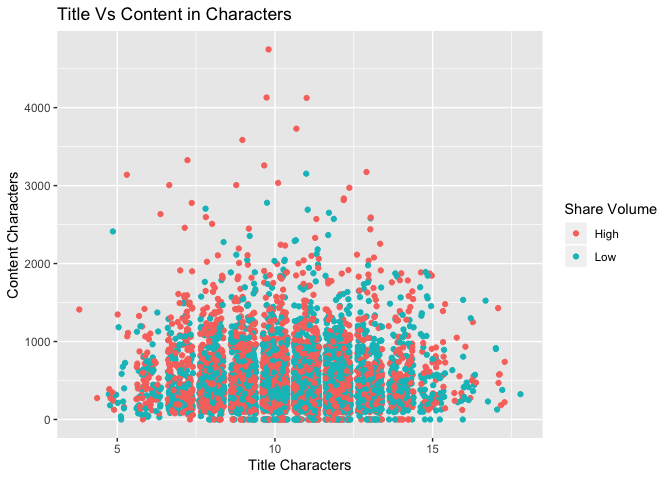 Title Vs Content in Characters
Content Characters
4000
3000
2000
1000
0
5
10
15
Title Characters
Share Volume
High
Low